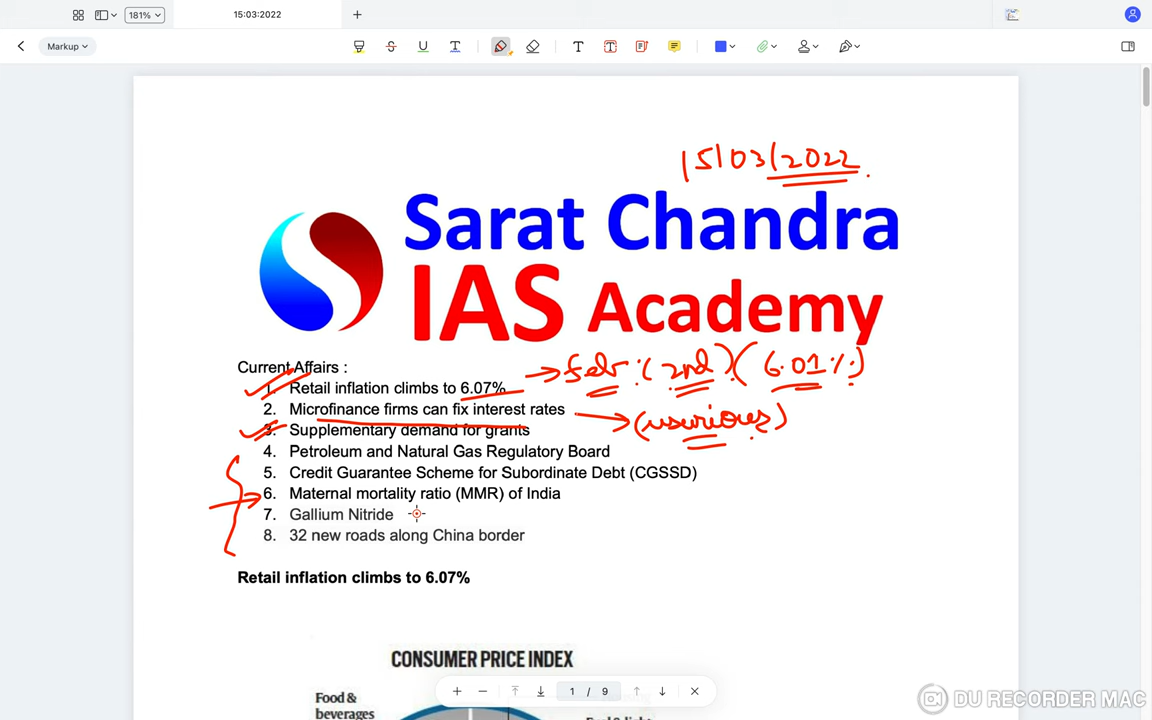 181%
15:03:2022
Markup
15/03/2022.
Sarat Chandra
IAS Academy
Current Affairs :
1. Retail inflation climbs to 6.07% → febr: (2nd) (6.01%)
2. Microfinance firms can fix interest rates → (usurious)
3. Supplementary demand for grants
4. Petroleum and Natural Gas Regulatory Board
5. Credit Guarantee Scheme for Subordinate Debt (CGSSD)
6. Maternal mortality ratio (MMR) of India
7. Gallium Nitride
8. 32 new roads along China border
Retail inflation climbs to 6.07%
CONSUMER PRICE INDEX
Food &
beverages
1 / 9
DU RECORDER MAC